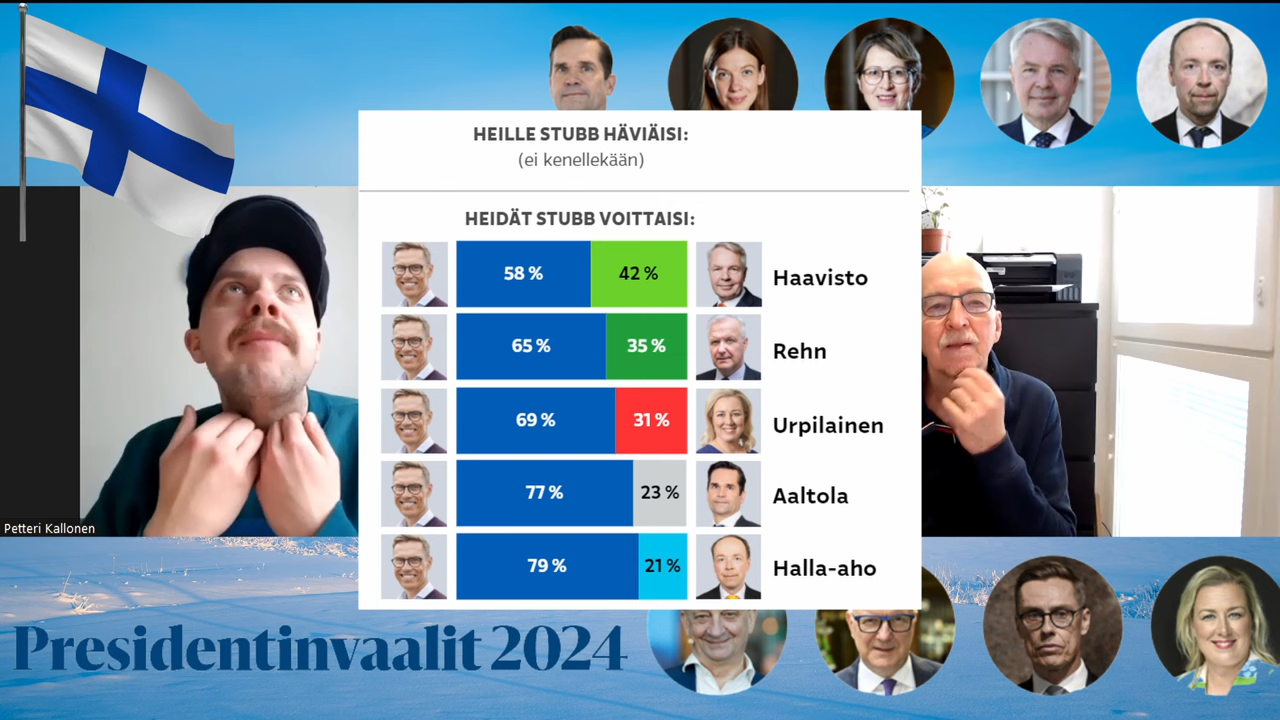 HEILLE STUBB HÄVIÄISI:
(ei kenellekään)
HEIDÄT STUBB VOITTAISI:
58 % 42 % Haavisto
65 % 35 % Rehn
69 % 31 % Urpilainen
77 % 23 % Aaltola
79 % 21 % Halla-aho
Petteri Kallonen
Presidentinvaalit 2024